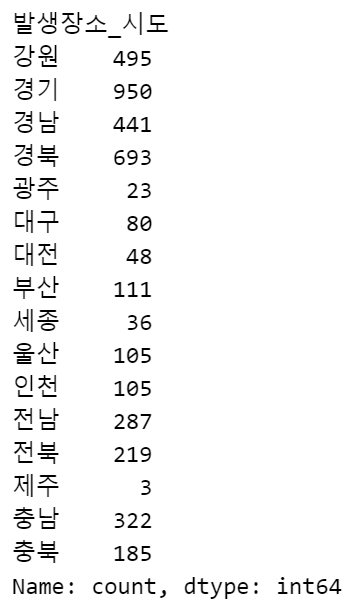 발생장소_시도
강원    495
경기    950
경남    441
경북    693
광주     23
대구     80
대전     48
부산    111
세종     36
울산    105
인천    105
전남    287
전북    219
제주      3
충남    322
충북    185
Name: count, dtype: int64